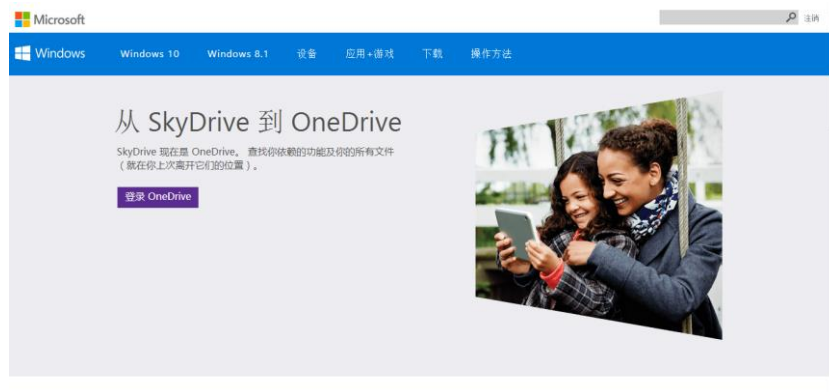 Microsoft
注销
Windows
Windows 10
Windows 8.1
设备
应用+游戏
下载
操作方法
从 SkyDrive 到 OneDrive
SkyDrive 现在是 OneDrive。 查找你依赖的功能及你的所有文件
（就在你上次离开它们的位置）。
登录 OneDrive